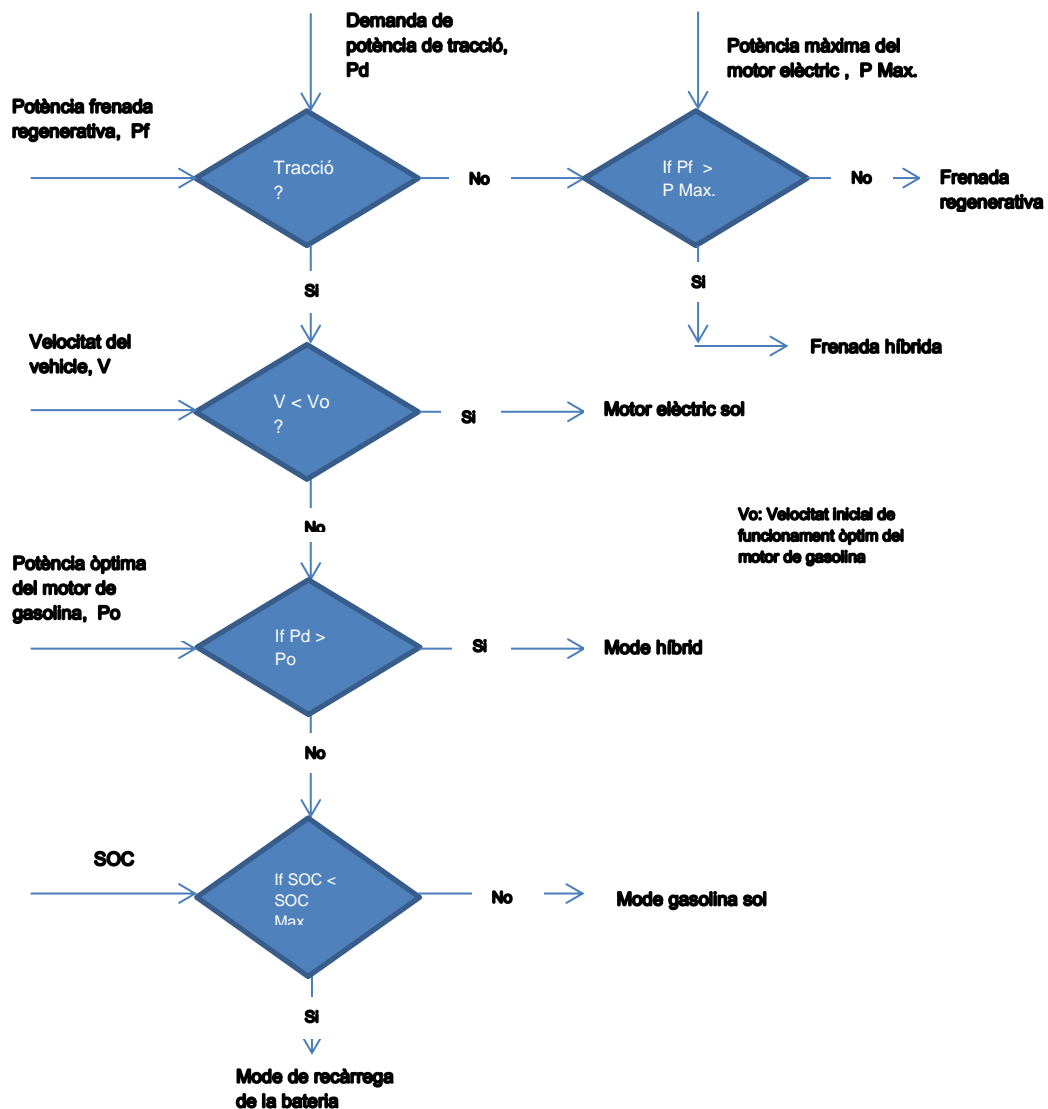 Demanda de
potència de tracció,
Pd
Potència màxima del
motor elèctric , P Max.
Potència frenada
regenerativa, Pf
Tracció
?
No
If Pf >
P Max.
No
Frenada
regenerativa
Si
Si
Frenada híbrida
Velocitat del
vehicle, V
V < Vo
?
Si
Motor elèctric sol
No
Vo: Velocitat inicial de
funcionament òptim del
motor de gasolina
Potència òptima
del motor de
gasolina, Po
If Pd >
Po
Si
Mode híbrid
No
SOC
If SOC <
SOC
Max
No
Mode gasolina sol
Si
Mode de recàrrega
de la bateria